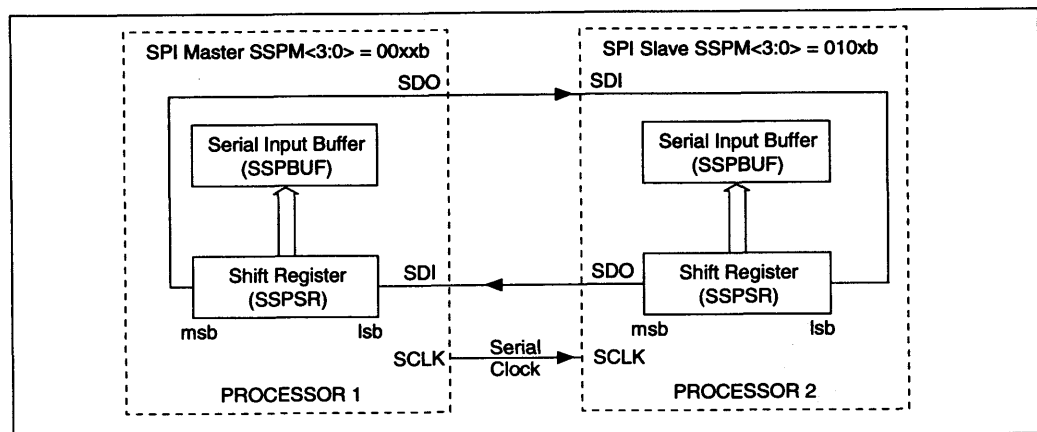 SPI Master SSPM<3:0> = 00xxb
SPI Slave SSPM<3:0> = 010xb
SDO
SDI
Serial Input Buffer
(SSPBUF)
Serial Input Buffer
(SSPBUF)
Shift Register
(SSPSR)
SDI
SDO
Shift Register
(SSPSR)
msb
lsb
msb
lsb
SCLK
Serial
Clock
SCLK
PROCESSOR 1
PROCESSOR 2